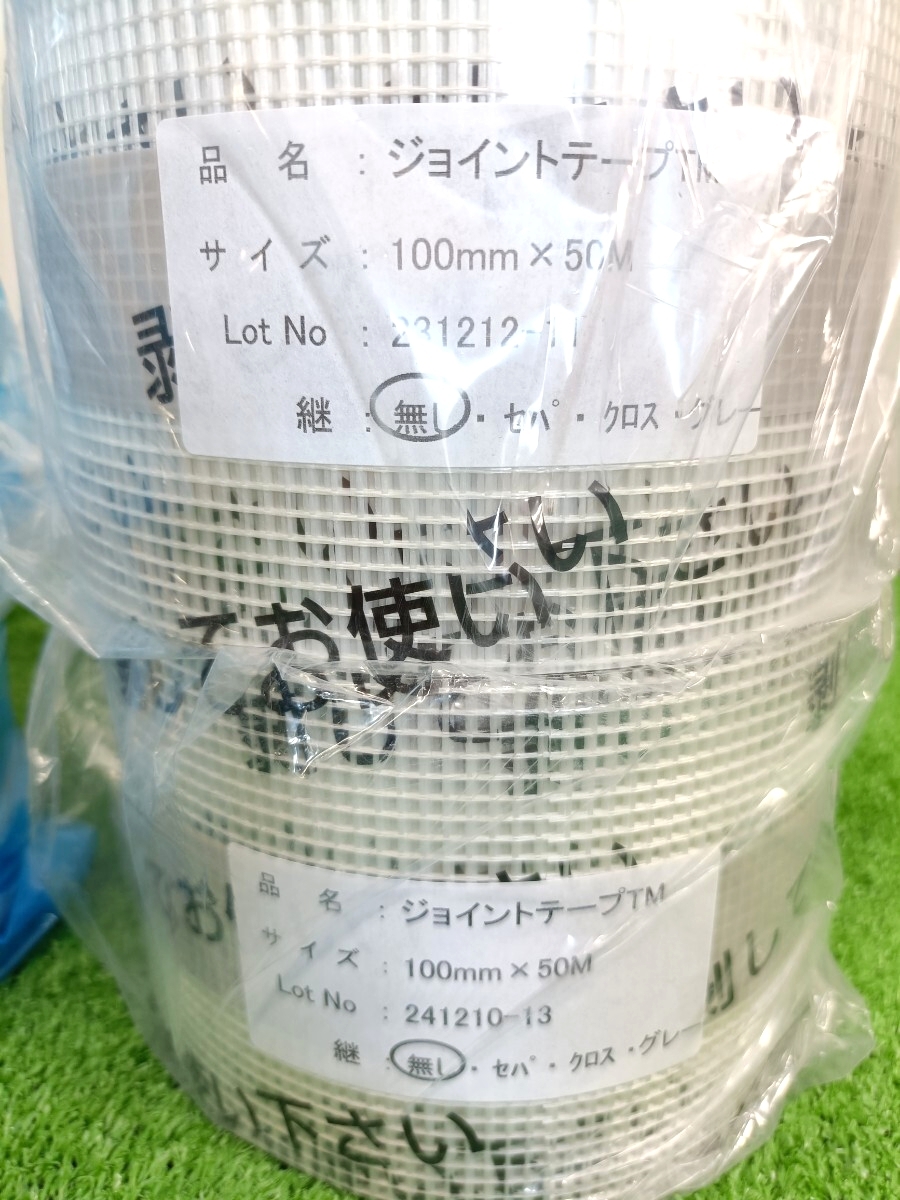 品 名 : ジョイントテープTM
サ イ ズ : 100mm×50M
Lot No : 231212-11
継 : 無し・ セパ ・ クロス ・グレー
てお使い
品 名 : ジョイントテープTM
サ イ ズ : 100mm×50M
Lot No : 241210-13
継 : 無し ・ セパ ・ クロス ・グレー
い下さい